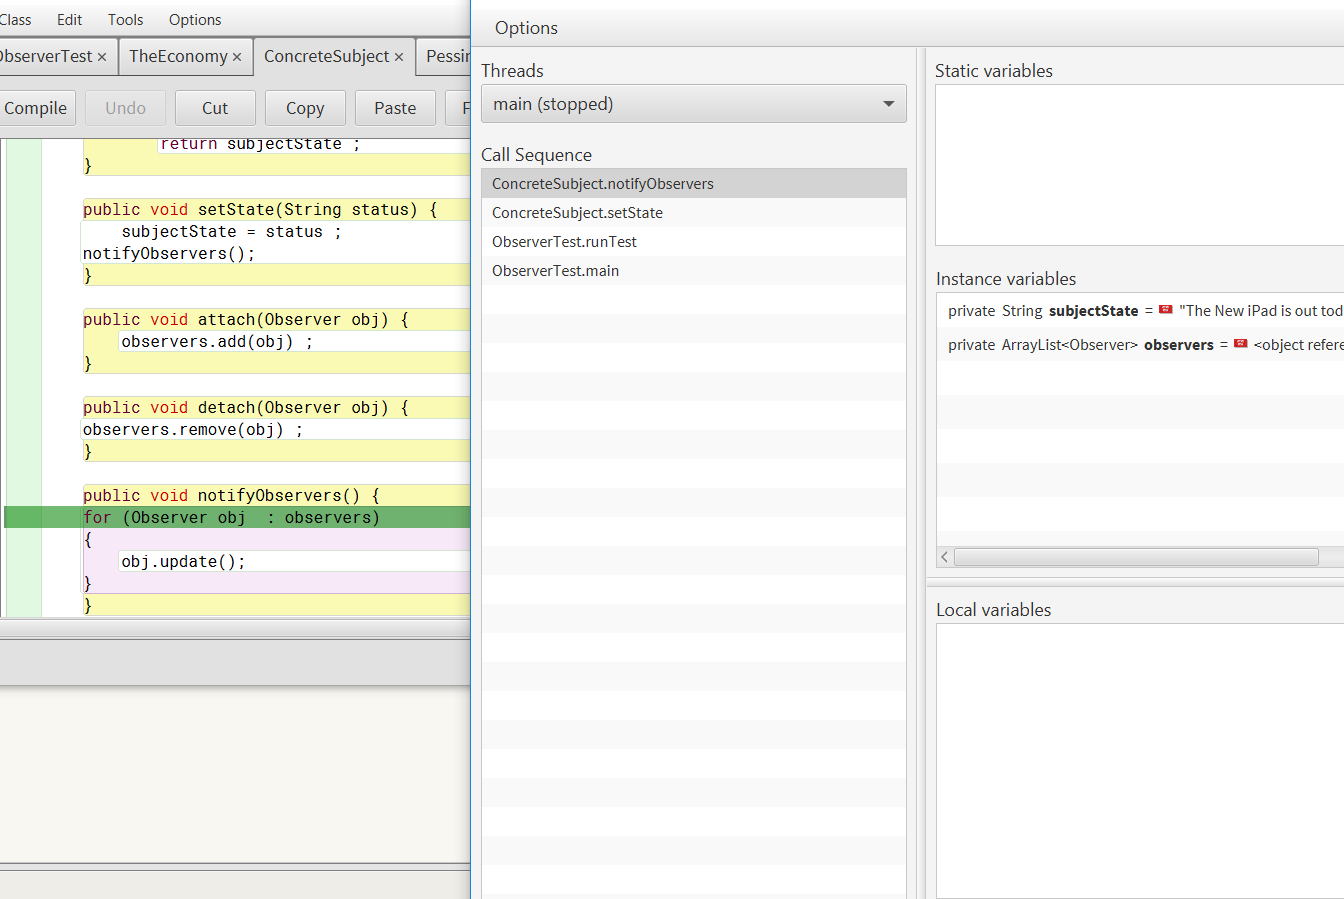 Class Edit Tools Options
ObserverTest × TheEconomy × ConcreteSubject ×
Compile Undo Cut Copy Paste
return subjectState ;
}
public void setState(String status) {
subjectState = status ;
notifyObservers();
}
public void attach(Observer obj) {
observers.add(obj) ;
}
public void detach(Observer obj) {
observers.remove(obj) ;
}
public void notifyObservers() {
for (Observer obj  : observers)
{
obj.update();
}
}
Options
Threads
main (stopped)
Call Sequence
ConcreteSubject.notifyObservers
ConcreteSubject.setState
ObserverTest.runTest
ObserverTest.main
Static variables
Instance variables
private String subjectState = "The New iPad is out tod
private ArrayList<Observer> observers = <object refere
Local variables